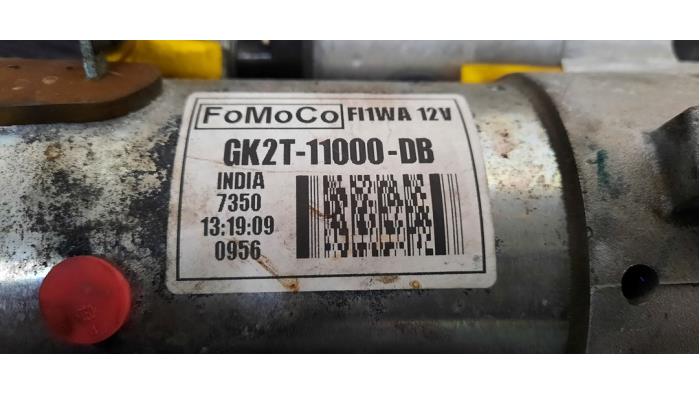 FoMoCo FI1WA 12V
GK2T-11000-DB
INDIA
7350
13:19:09
0956